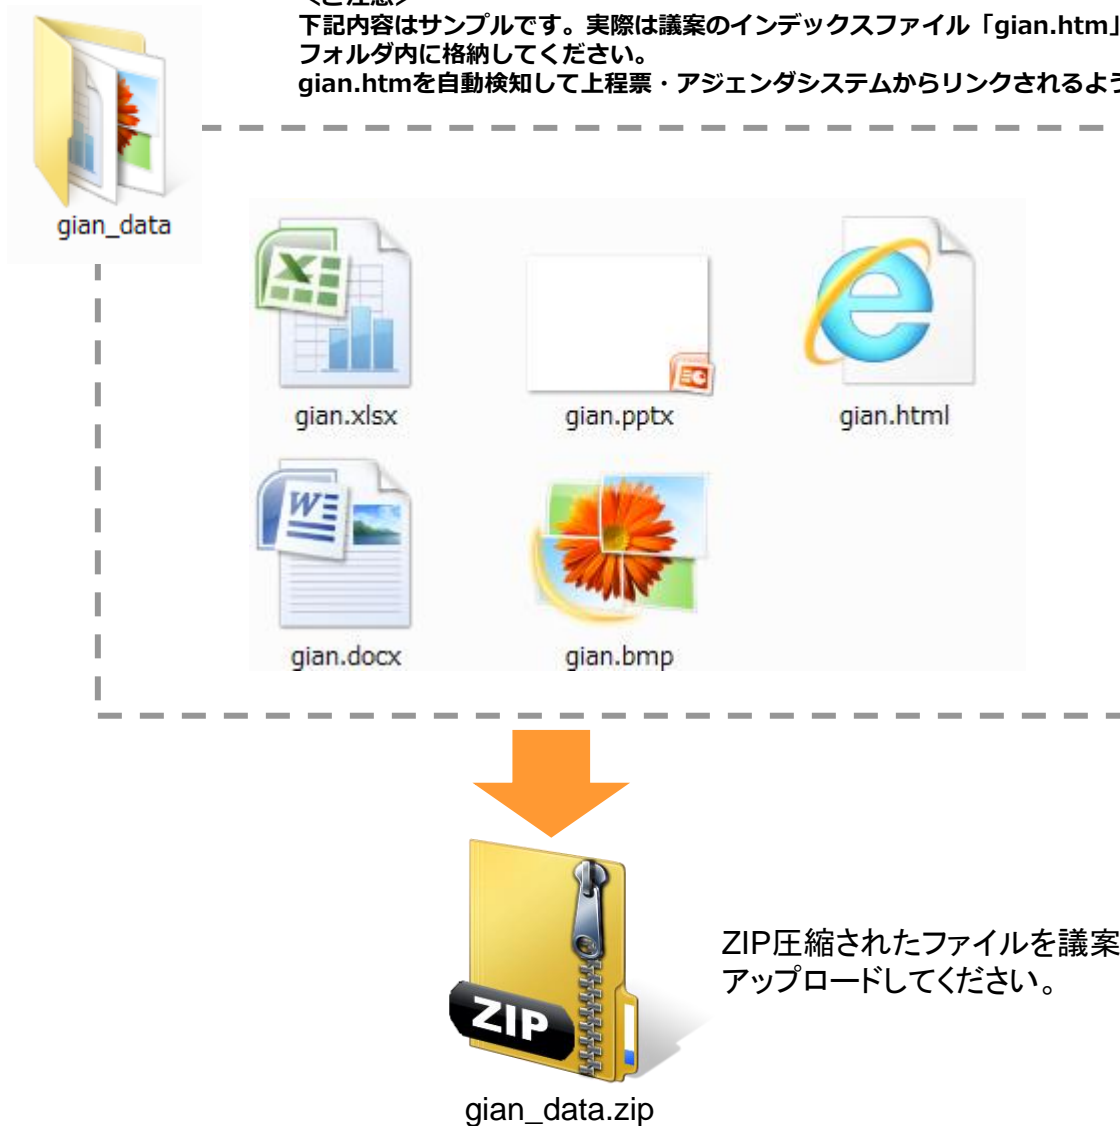 <ご注意>
下記内容はサンプルです。実際は議案のインデックスファイル「gian.htm」
フォルダ内に格納してください。
gian.htmを自動検知して上程票・アジェンダシステムからリンクされるよう
gian_data
gian.xlsx
gian.pptx
gian.html
gian.docx
gian.bmp
ZIP圧縮されたファイルを議案
アップロードしてください。
ZIP
gian_data.zip